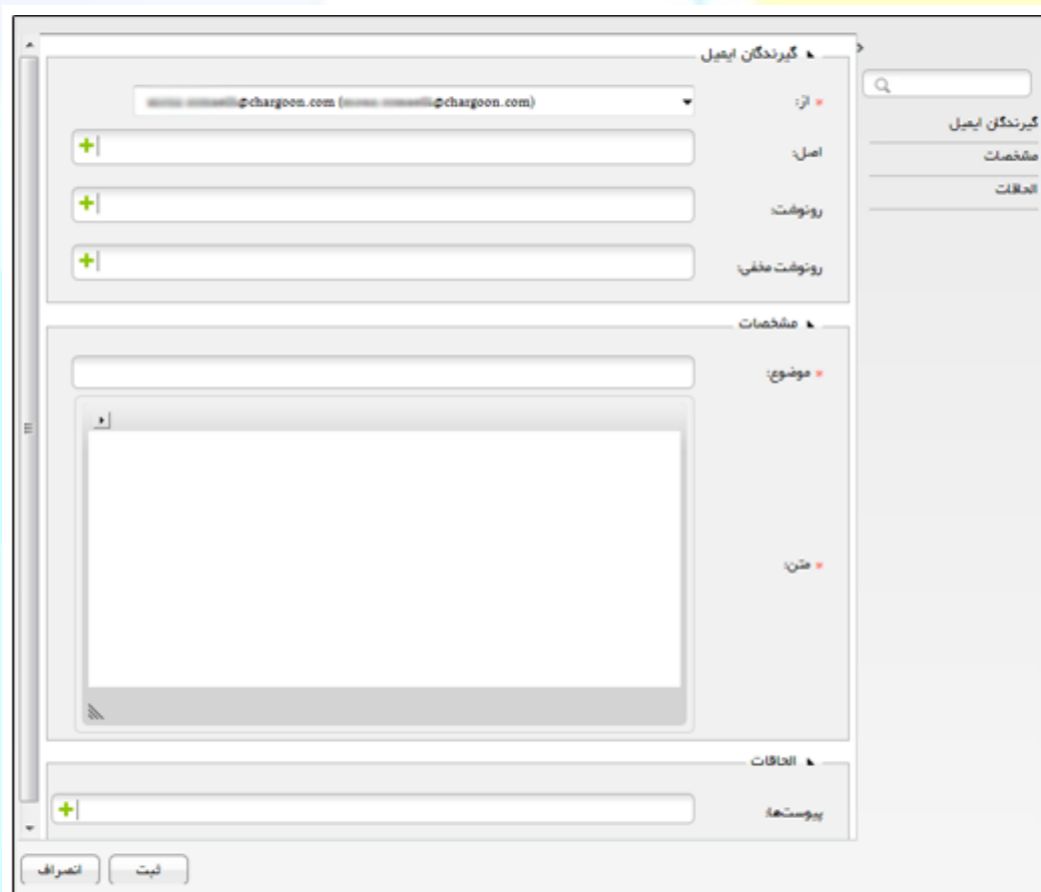 گیرندگان ایمیل
* از:
@chargoon.com (@chargoon.com)
اصل:
رونوشت:
رونوشت مخفی:
مشخصات
* موضوع:
* متن:
الحاقات
پیوست‌ها:
ثبت
انصراف
گیرندگان ایمیل
مشخصات
الحاقات